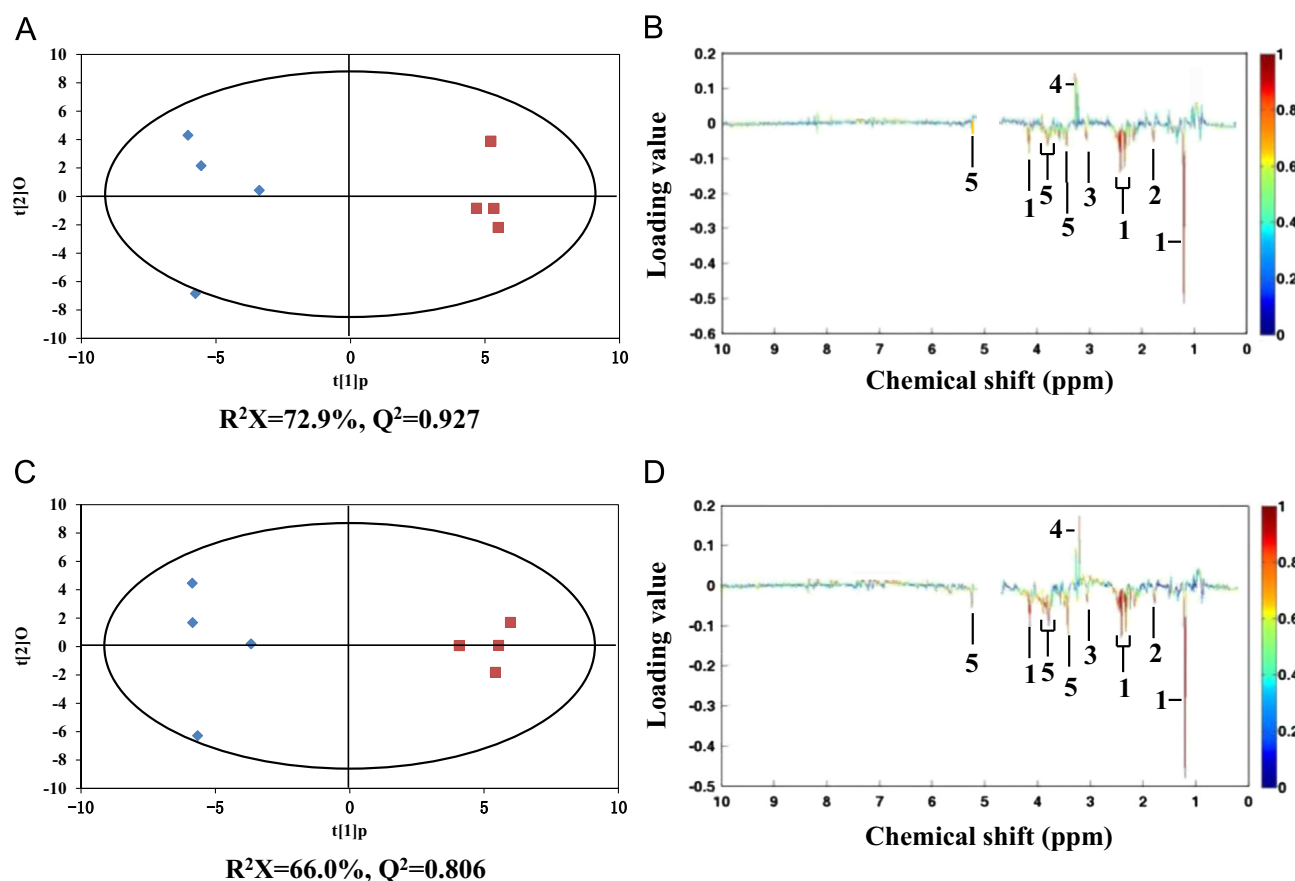 A
10
8
6
4
2
0
-2
-4
-6
-8
-10
t[2]O
-10 -5 0 5 10
t[1]p
R²X=72.9%, Q²=0.927
B
0.2
0.1
0
-0.1
-0.2
-0.3
-0.4
-0.5
-0.6
Loading value
4
5 1 5 5 3 1 2 1
10 9 8 7 6 5 4 3 2 1 0
Chemical shift (ppm)
1
0.8
0.6
0.4
0.2
0
C
10
8
6
4
2
0
-2
-4
-6
-8
-10
t[2]O
-10 -5 0 5 10
t[1]p
R²X=66.0%, Q²=0.806
D
0.2
0.1
0
-0.1
-0.2
-0.3
-0.4
-0.5
Loading value
4
5 1 5 5 3 1 2 1
10 9 8 7 6 5 4 3 2 1 0
Chemical shift (ppm)
1
0.8
0.6
0.4
0.2
0